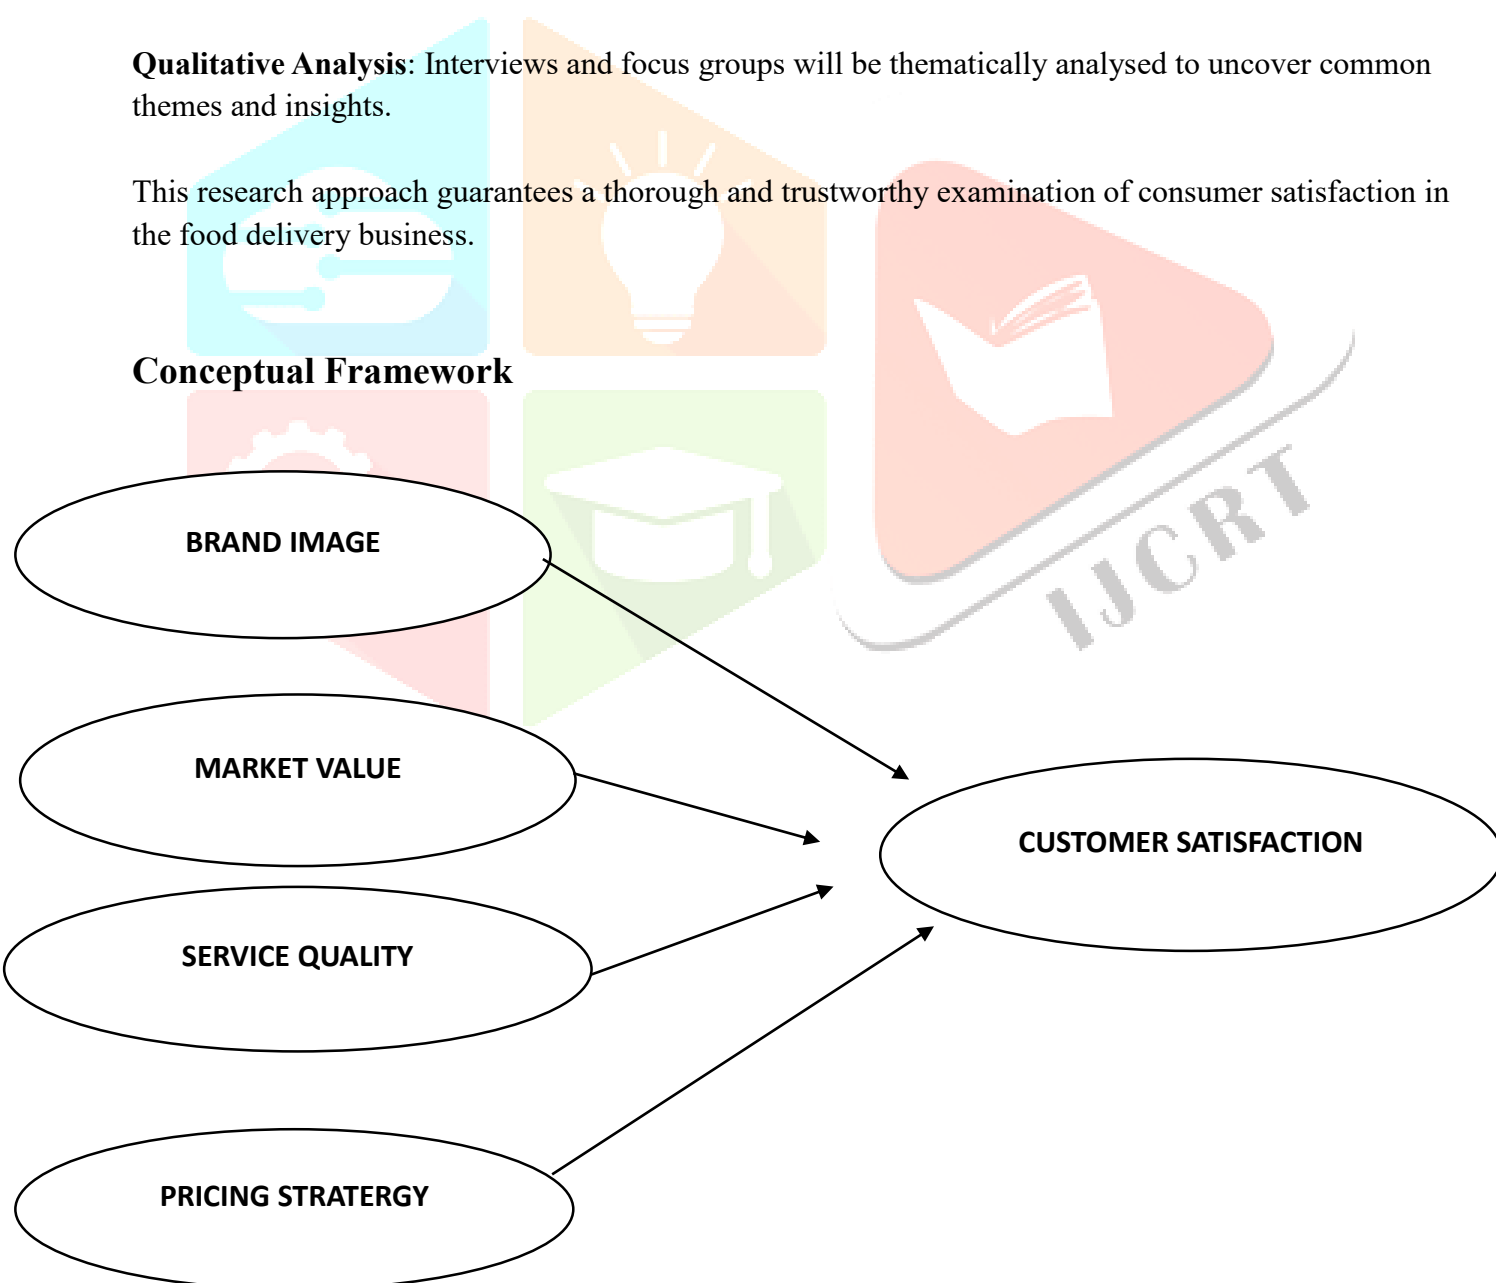 Qualitative Analysis: Interviews and focus groups will be thematically analysed to uncover common
themes and insights.
This research approach guarantees a thorough and trustworthy examination of consumer satisfaction in
the food delivery business.
Conceptual Framework
IJCRT
BRAND IMAGE
MARKET VALUE
CUSTOMER SATISFACTION
SERVICE QUALITY
PRICING STRATERGY